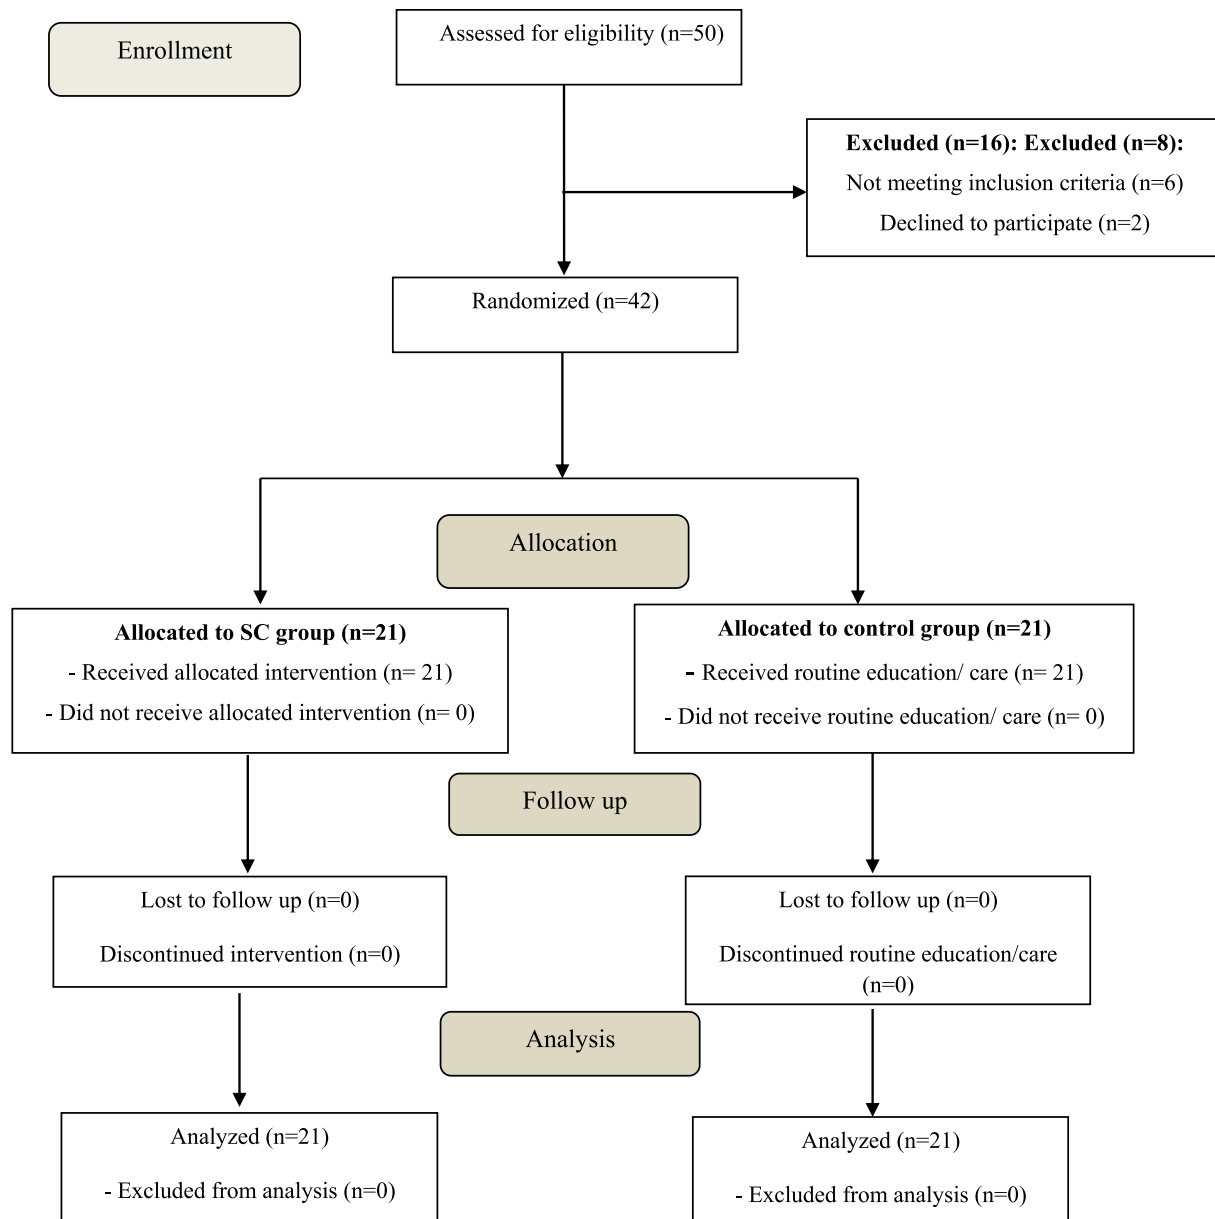 Enrollment
Assessed for eligibility (n=50)
Excluded (n=16): Excluded (n=8):
Not meeting inclusion criteria (n=6)
Declined to participate (n=2)
Randomized (n=42)
Allocation
Allocated to SC group (n=21)
- Received allocated intervention (n= 21)
- Did not receive allocated intervention (n= 0)
Allocated to control group (n=21)
- Received routine education/ care (n= 21)
- Did not receive routine education/ care (n= 0)
Follow up
Lost to follow up (n=0)
Discontinued intervention (n=0)
Lost to follow up (n=0)
Discontinued routine education/care
(n=0)
Analysis
Analyzed (n=21)
- Excluded from analysis (n=0)
Analyzed (n=21)
- Excluded from analysis (n=0)